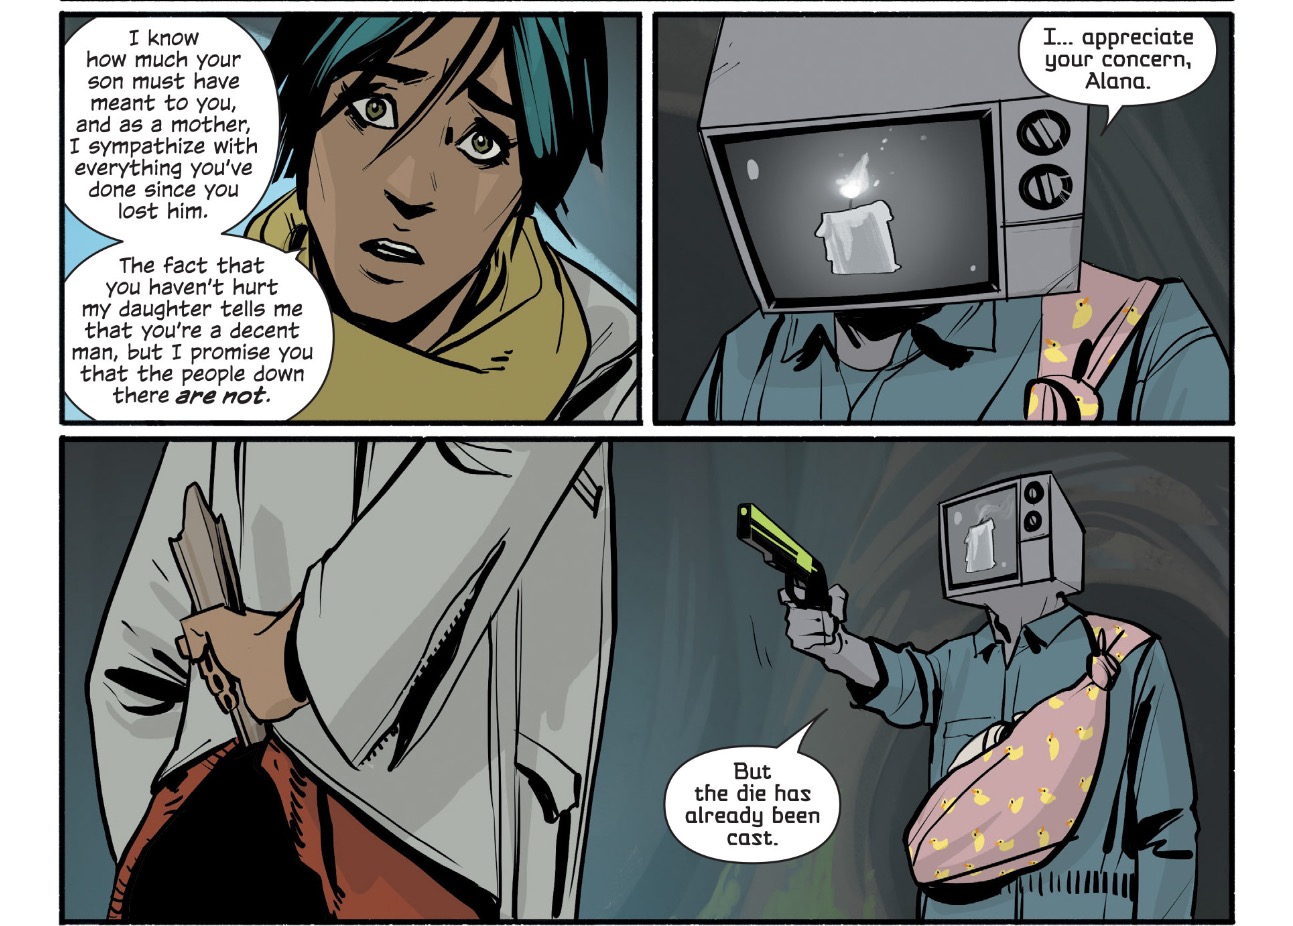 I know
how much your
son must have
meant to you,
and as a mother,
I sympathize with
everything you've
done since you
lost him.
The fact that
you haven't hurt
my daughter tells me
that you're a decent
man, but I promise you
that the people down
there are not.
I... appreciate
your concern,
Alana.
But
the die has
already been
cast.